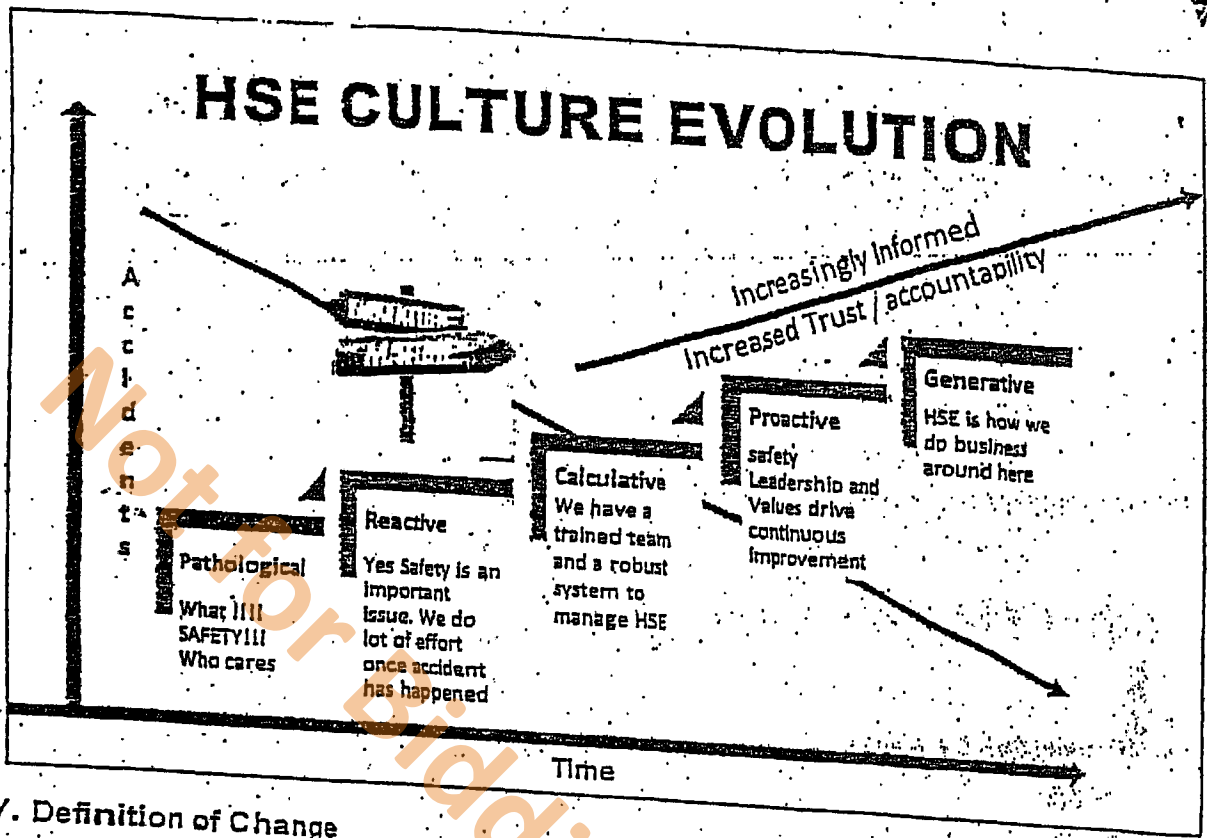 HSE CULTURE EVOLUTION
Accidents
Increasingly Informed
Increased Trust / accountability
Generative
HSE is how we
do business
around here
Proactive
safety
Leadership and
Values drive
continuous
improvement
Calculative
We have a
trained team
and a robust
system to
manage HSE
Reactive
Yes Safety is an
important
issue. We do
lot of effort
once accident
has happened
Pathological
What !!!!
SAFETY!!!
Who cares
Time
Definition of Change
Not for Biddi